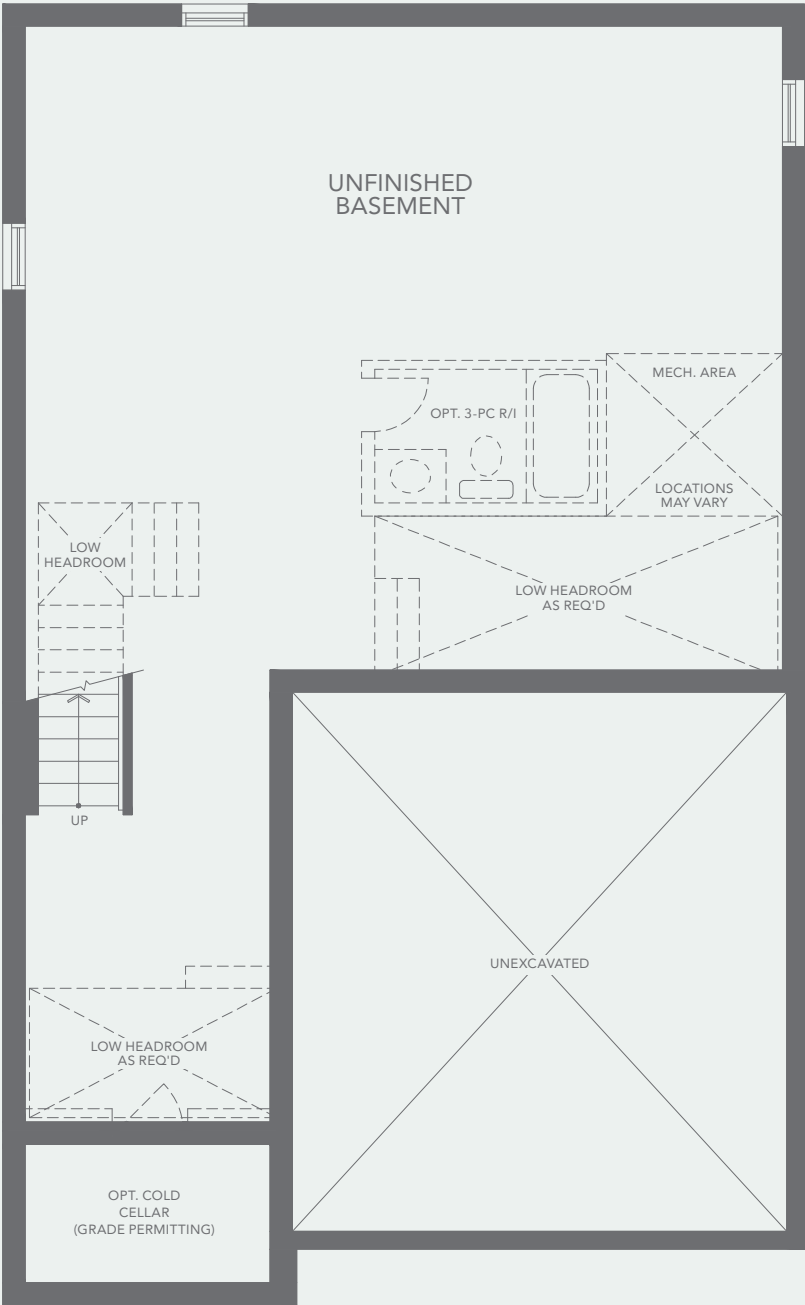 UNFINISHED
BASEMENT
MECH. AREA
OPT. 3-PC R/I
LOCATIONS
MAY VARY
LOW
HEADROOM
LOW HEADROOM
AS REQ'D
UP
UNEXCAVATED
LOW HEADROOM
AS REQ'D
OPT. COLD
CELLAR
(GRADE PERMITTING)